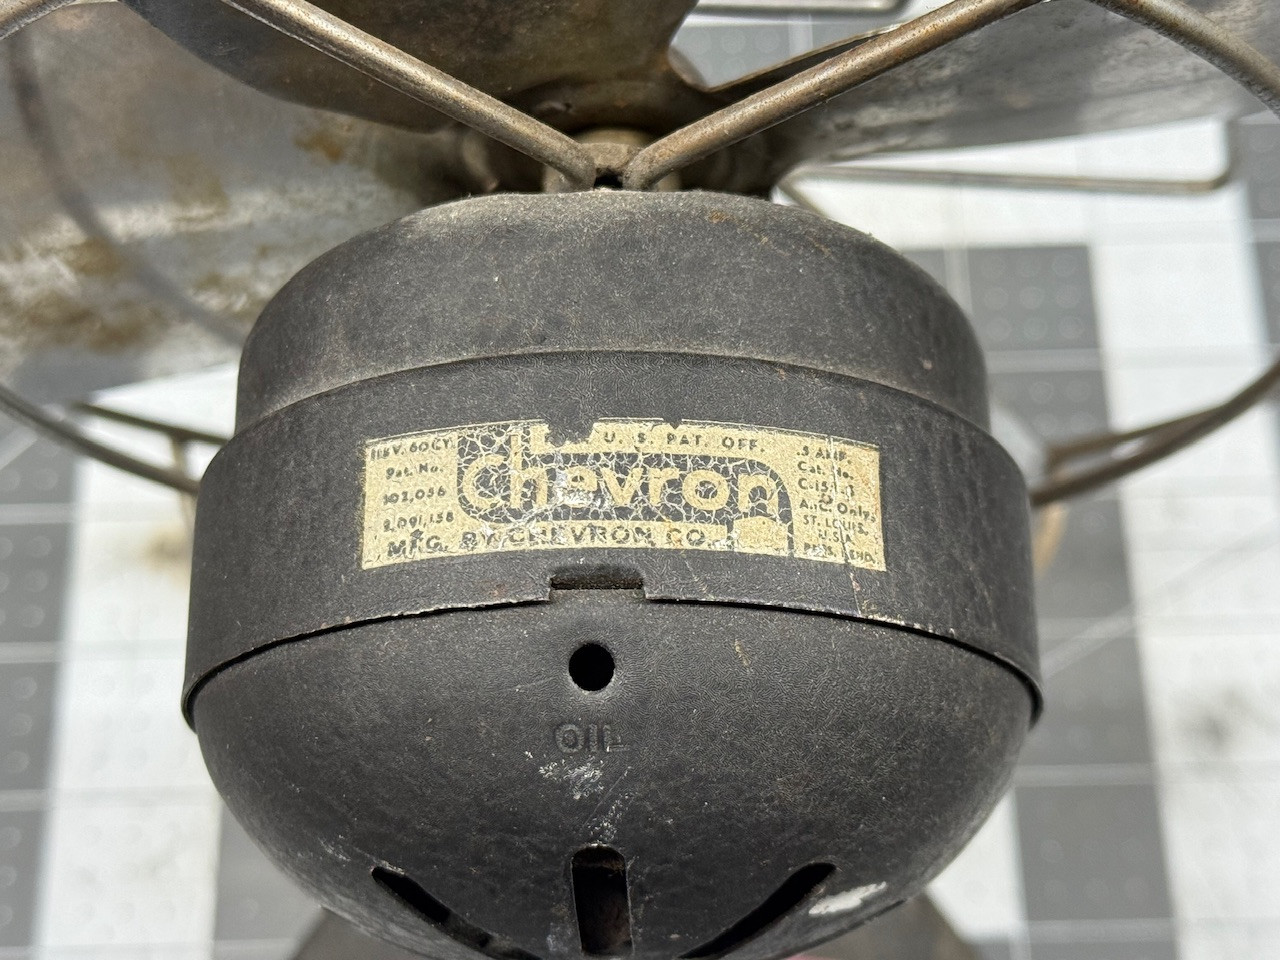 U. S. PAT. OFF.
115V. 60CY.
Pat. No.
102,056
2,091,158
chevron
MFG. BY CHEVRON CO.
.5 AMP.
Cat. No.
A.C. Only,
ST. LOUIS,
U.S.A.
OIL